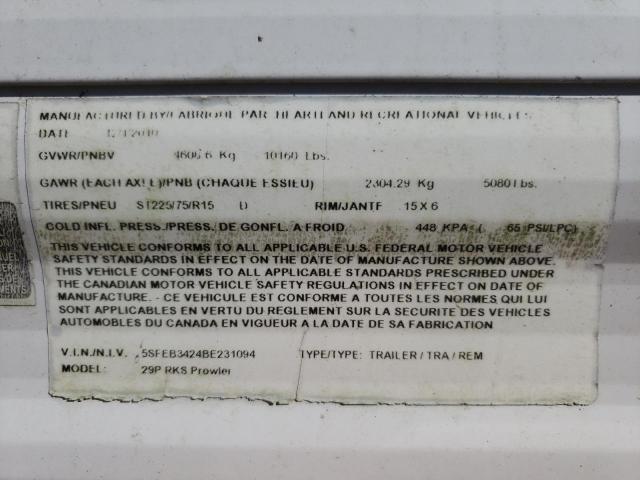 MANUFACTURED BY/FABRIQUE PAR HEARTLAND RECREATIONAL VEHICLES
DATE
GVWR/PNBV 4606.6 Kg 10160 Lbs.
GAWR (EACH AXLE)/PNB (CHAQUE ESSIEU) 2304.29 Kg 5080 Lbs.
TIRES/PNEU ST225/75/R15 D RIM/JANTE 15 X 6
COLD INFL. PRESS./PRESS. DE GONFL. A FROID 448 KPA ( 65 PSI/LPC)
THIS VEHICLE CONFORMS TO ALL APPLICABLE U.S. FEDERAL MOTOR VEHICLE
SAFETY STANDARDS IN EFFECT ON THE DATE OF MANUFACTURE SHOWN ABOVE.
THIS VEHICLE CONFORMS TO ALL APPLICABLE STANDARDS PRESCRIBED UNDER
THE CANADIAN MOTOR VEHICLE SAFETY REGULATIONS IN EFFECT ON DATE OF
MANUFACTURE. - CE VEHICULE EST CONFORME A TOUTES LES NORMES QUI LUI
SONT APPLICABLES EN VERTU DU REGLEMENT SUR LA SECURITE DES VEHICLES
AUTOMOBILES DU CANADA EN VIGUEUR A LA DATE DE SA FABRICATION
V.I.N./N.I.V. 5SFEB3424BE231094 TYPE/TYPE: TRAILER / TRA / REM
MODEL: 29P RKS Prowler